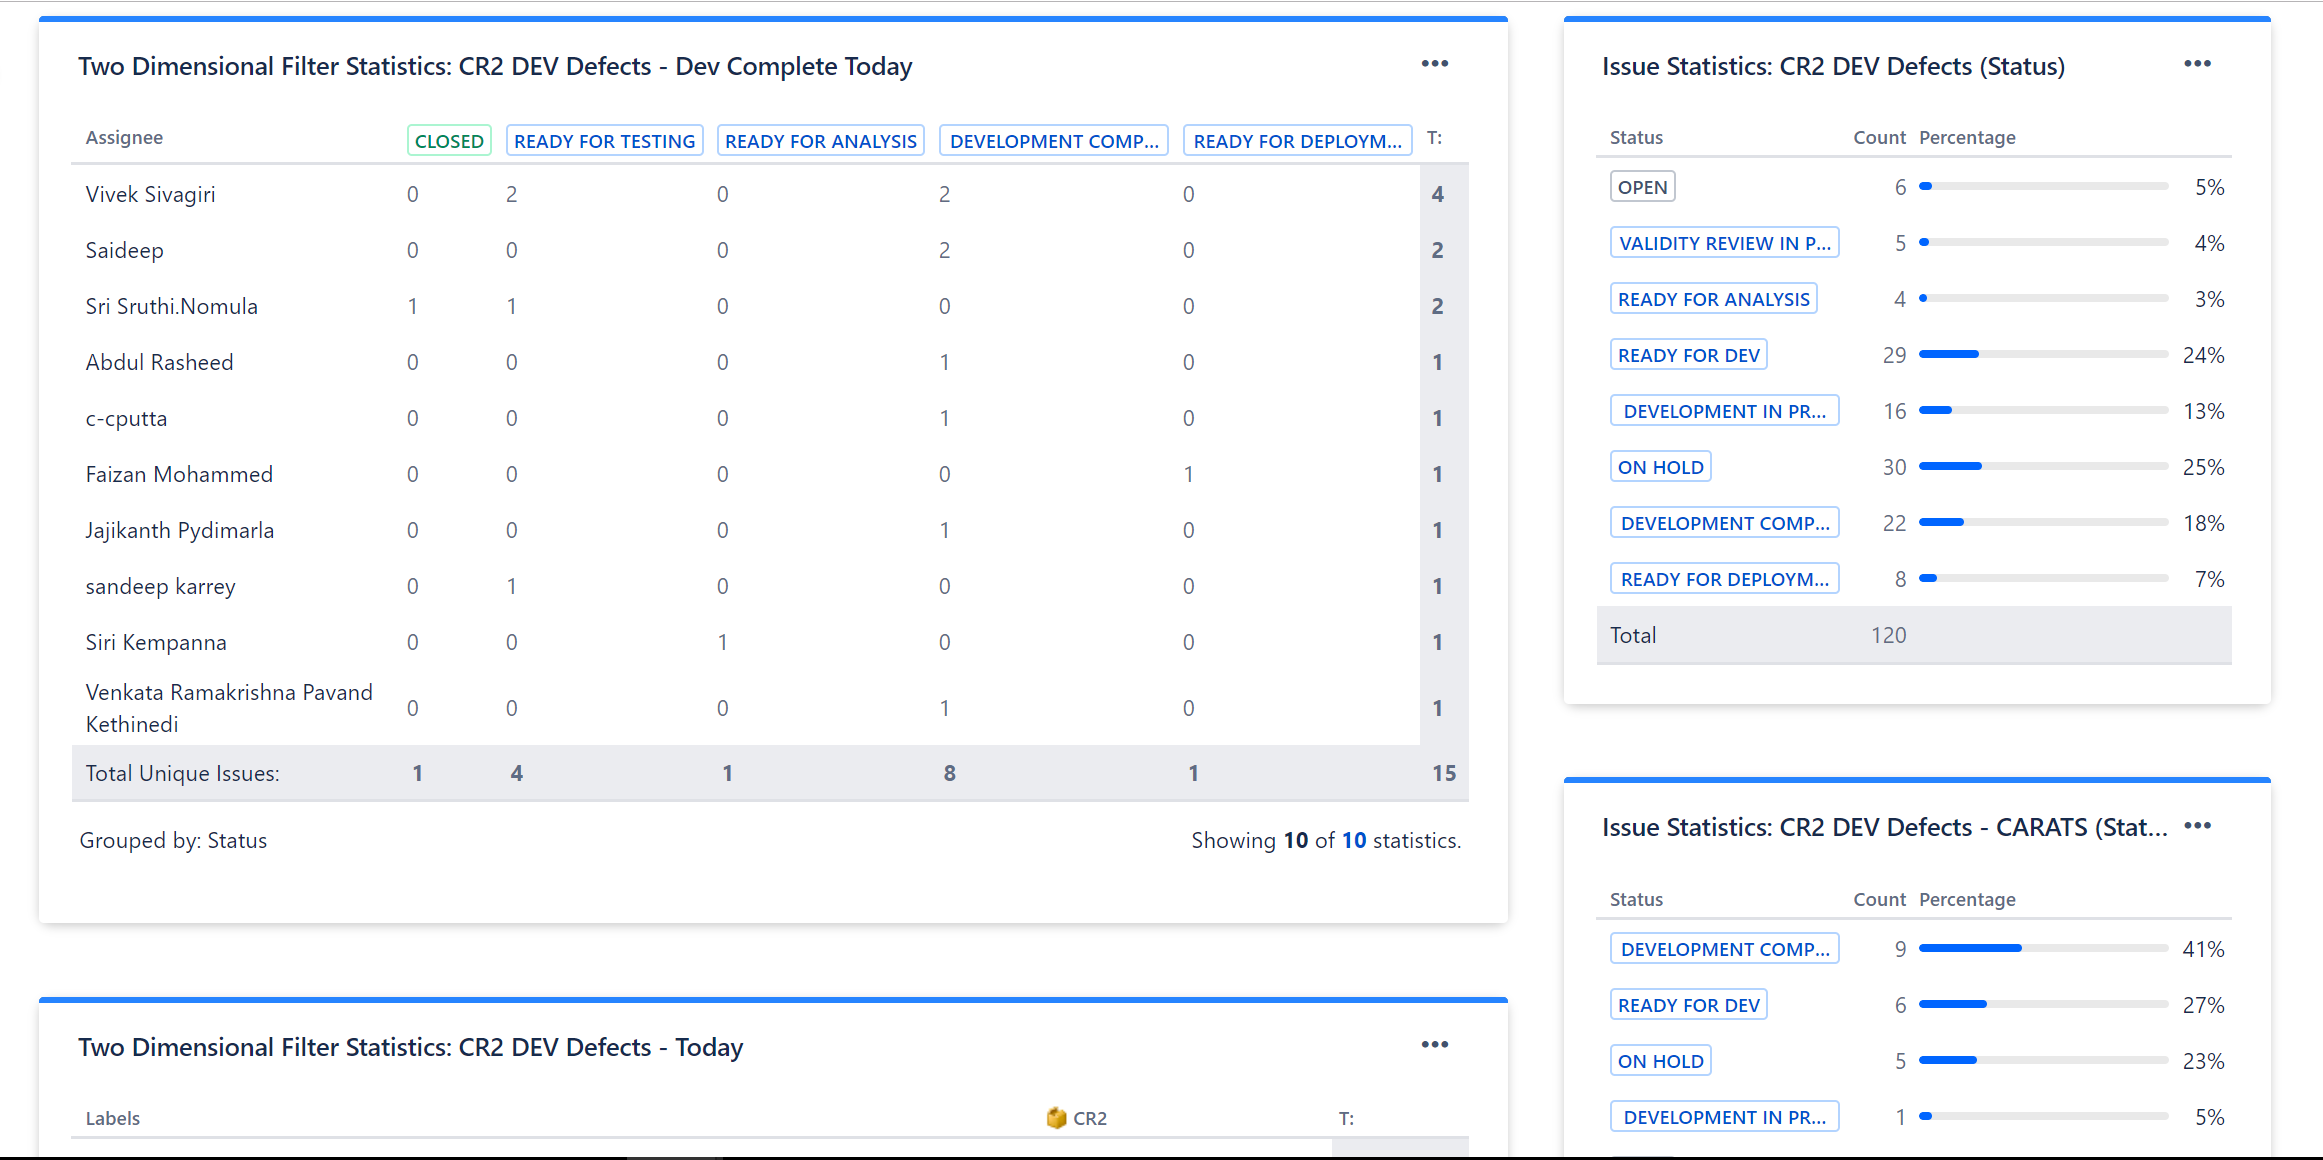 Two Dimensional Filter Statistics: CR2 DEV Defects - Dev Complete Today
Assignee CLOSED READY FOR TESTING READY FOR ANALYSIS DEVELOPMENT COMP... READY FOR DEPLOYM... T:
Vivek Sivagiri 0 2 0 2 0 4
Saideep 0 0 0 2 0 2
Sri Sruthi.Nomula 1 1 0 0 0 2
Abdul Rasheed 0 0 0 1 0 1
c-cputta 0 0 0 1 0 1
Faizan Mohammed 0 0 0 0 1 1
Jajikanth Pydimarla 0 0 0 1 0 1
sandeep karrey 0 1 0 0 0 1
Siri Kempanna 0 0 1 0 0 1
Venkata Ramakrishna Pavand
Kethinedi 0 0 0 1 0 1
Total Unique Issues: 1 4 1 8 1 15
Grouped by: Status Showing 10 of 10 statistics.
Two Dimensional Filter Statistics: CR2 DEV Defects - Today
Labels CR2 T:
Issue Statistics: CR2 DEV Defects (Status)
Status Count Percentage
OPEN 6 5%
VALIDITY REVIEW IN P... 5 4%
READY FOR ANALYSIS 4 3%
READY FOR DEV 29 24%
DEVELOPMENT IN PR... 16 13%
ON HOLD 30 25%
DEVELOPMENT COMP... 22 18%
READY FOR DEPLOYM... 8 7%
Total 120
Issue Statistics: CR2 DEV Defects - CARATS (Stat...
Status Count Percentage
DEVELOPMENT COMP... 9 41%
READY FOR DEV 6 27%
ON HOLD 5 23%
DEVELOPMENT IN PR... 1 5%